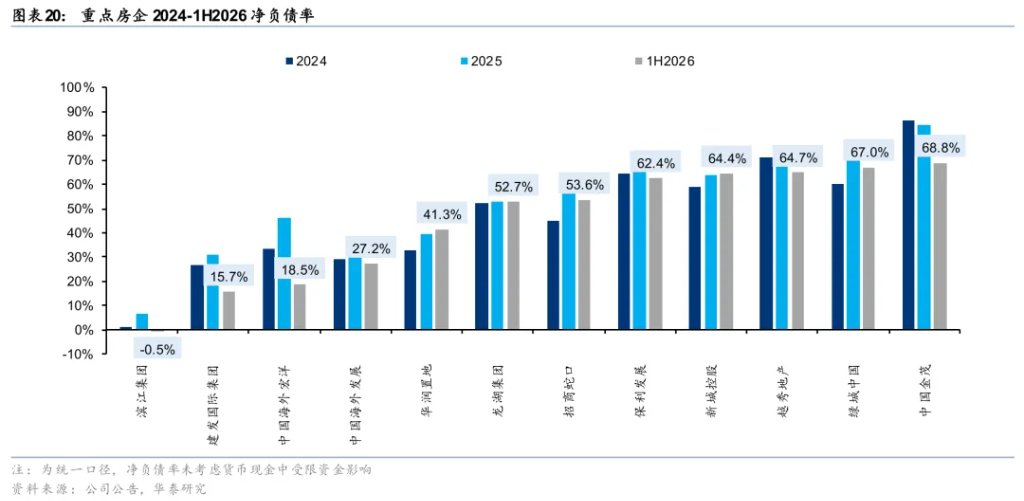 图表20： 重点房企 2024-1H2026 净负债率
2024 2025 1H2026
100%
90%
80%
70%
60%
50%
40%
30%
20%
10%
0%
-10%
-0.5%
15.7%
18.5%
27.2%
41.3%
52.7%
53.6%
62.4%
64.4%
64.7%
67.0%
68.8%
滨江集团
建发国际集团
中国海外宏洋
中国海外发展
华润置地
龙湖集团
招商蛇口
保利发展
新城控股
越秀地产
绿城中国
中国金茂
注：为统一口径，净负债率未考虑货币现金中受限资金影响
资料来源：公司公告，华泰研究